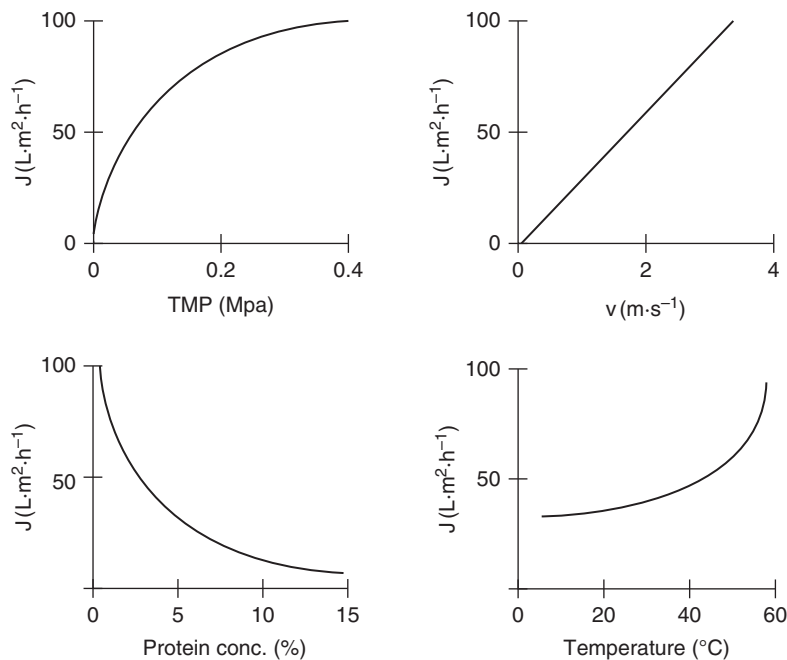 100
50
0
J (L·m²·h⁻¹)
0 0.2 0.4
TMP (Mpa)
100
50
0
J (L·m²·h⁻¹)
0 2 4
v (m·s⁻¹)
100
50
J (L·m²·h⁻¹)
0 5 10 15
Protein conc. (%)
100
50
J (L·m²·h⁻¹)
0 20 40 60
Temperature (°C)